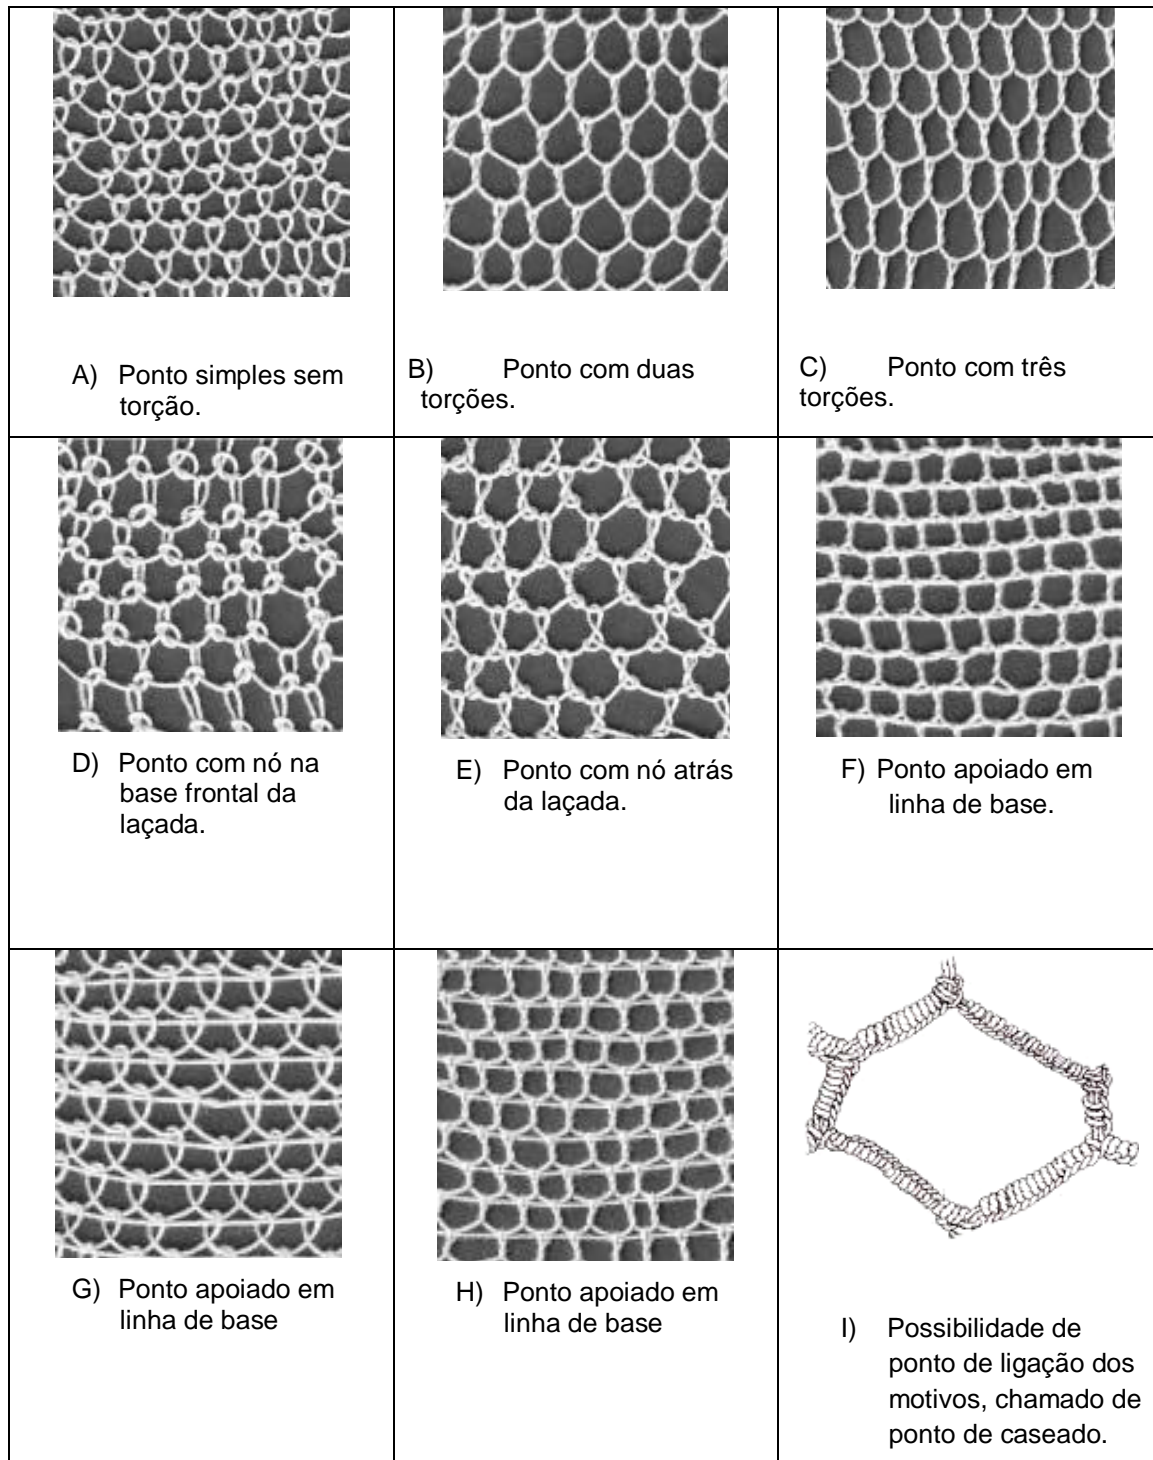 A) Ponto simples sem
torção.
B) Ponto com duas
torções.
C) Ponto com três
torções.
D) Ponto com nó na
base frontal da
laçada.
E) Ponto com nó atrás
da laçada.
F) Ponto apoiado em
linha de base.
G) Ponto apoiado em
linha de base
H) Ponto apoiado em
linha de base
I) Possibilidade de
ponto de ligação dos
motivos, chamado de
ponto de caseado.